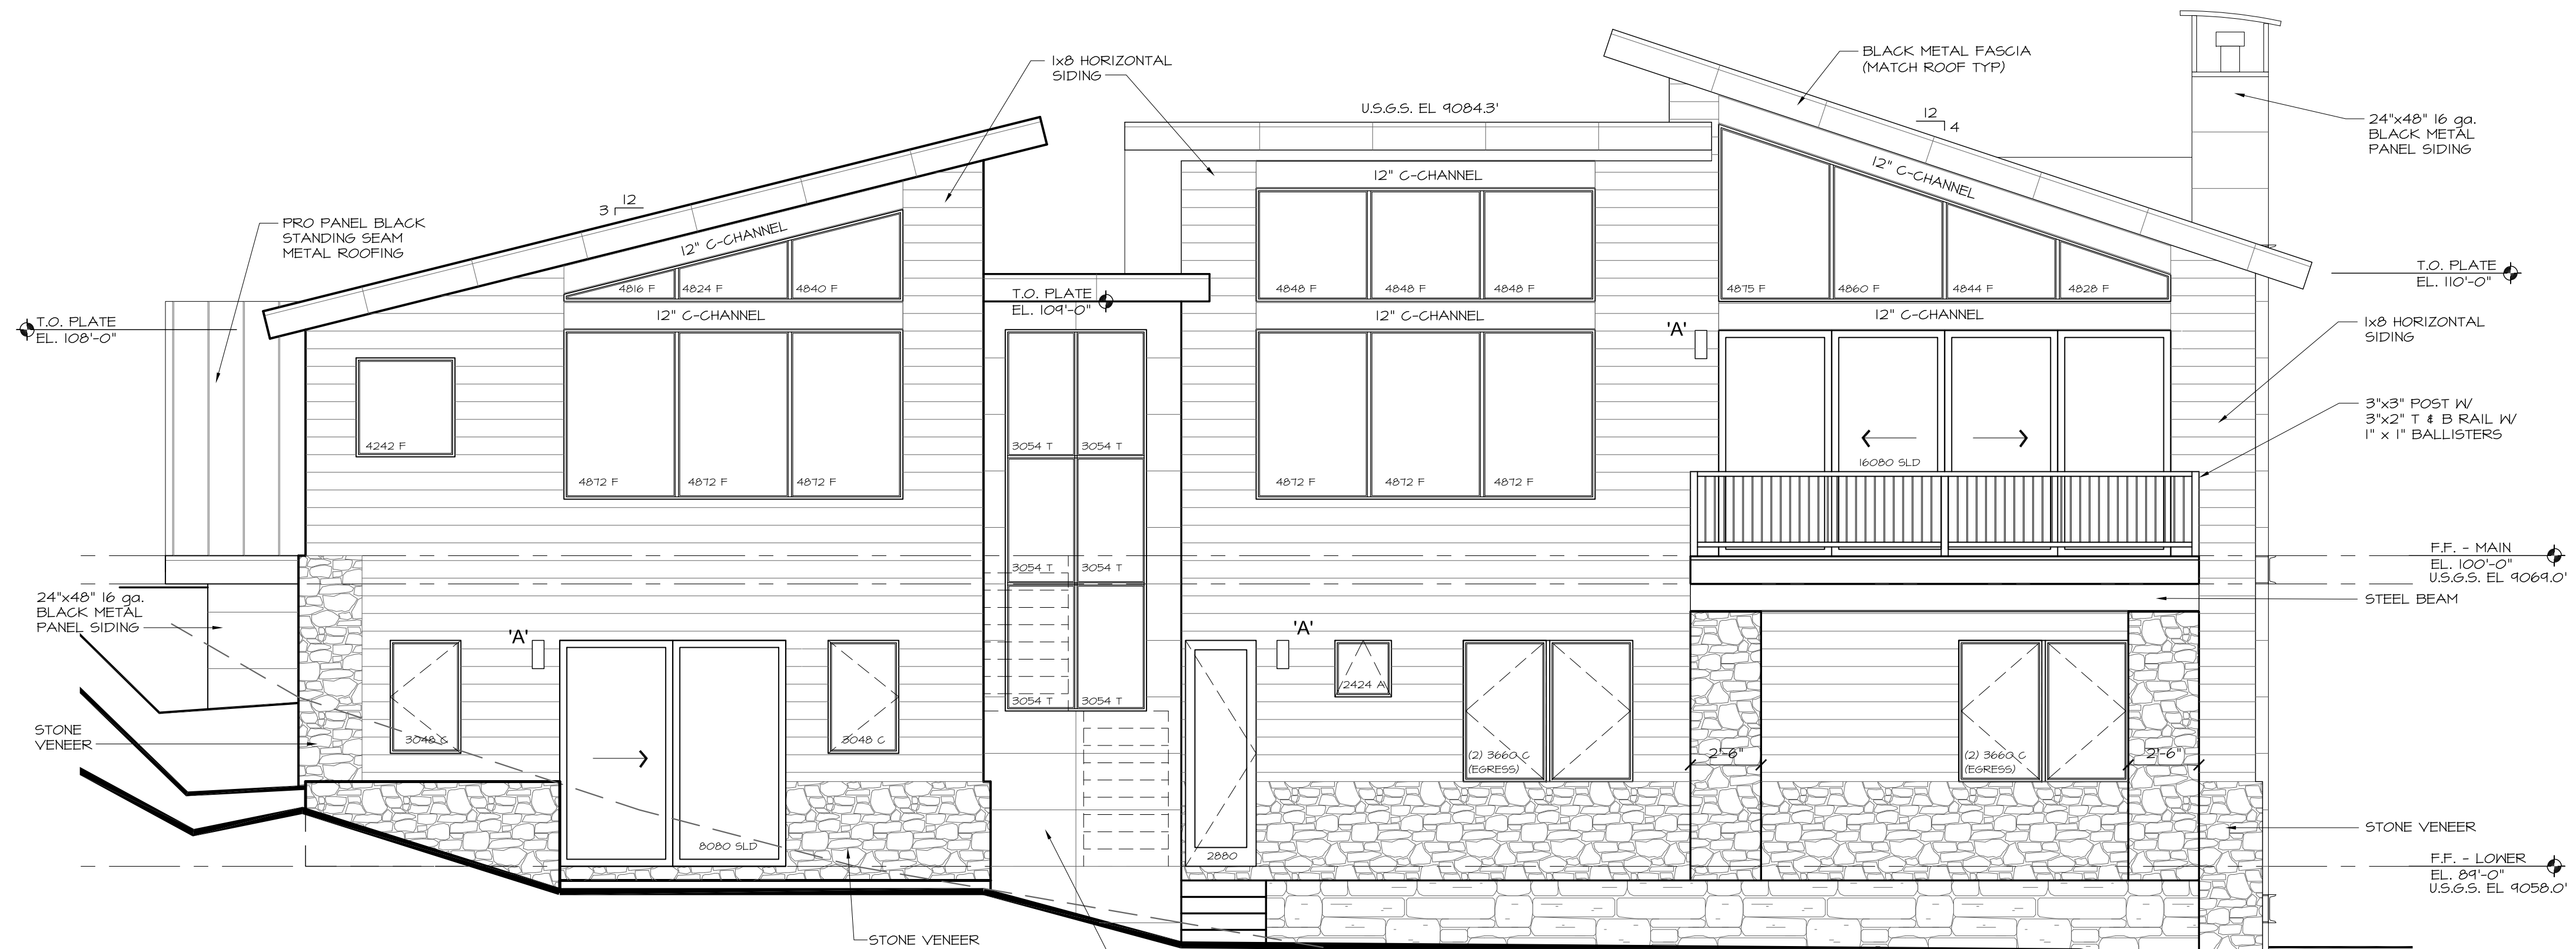 1x8 HORIZONTAL
SIDING
BLACK METAL FASCIA
(MATCH ROOF TYP)
U.S.G.S. EL 9084.3'
12
4
24"x48" 16 ga.
BLACK METAL
PANEL SIDING
12" C-CHANNEL
12" C-CHANNEL
12
3
PRO PANEL BLACK
STANDING SEAM
METAL ROOFING
12" C-CHANNEL
T.O. PLATE
EL. 110'-0"
4816 F
4824 F
4840 F
4848 F
4848 F
4848 F
4875 F
4860 F
4844 F
4828 F
T.O. PLATE
EL. 109'-0"
12" C-CHANNEL
12" C-CHANNEL
12" C-CHANNEL
T.O. PLATE
EL. 108'-0"
'A'
1x8 HORIZONTAL
SIDING
3"x3" POST W/
3"x2" T & B RAIL W/
1" x 1" BALLISTERS
4242 F
3054 T
3054 T
16080 SLD
4872 F
4872 F
4872 F
4872 F
4872 F
4872 F
F.F. - MAIN
EL. 100'-0"
U.S.G.S. EL 9069.0'
3054 T
3054 T
24"x48" 16 ga.
BLACK METAL
PANEL SIDING
STEEL BEAM
'A'
'A'
2424 A
3054 T
3054 T
STONE
VENEER
3048 C
3048 C
(2) 3660 C
(EGRESS)
2'-6"
(2) 3660 C
(EGRESS)
2'-6"
STONE VENEER
8080 SLD
2880
F.F. - LOWER
EL. 89'-0"
U.S.G.S. EL 9058.0'
STONE VENEER